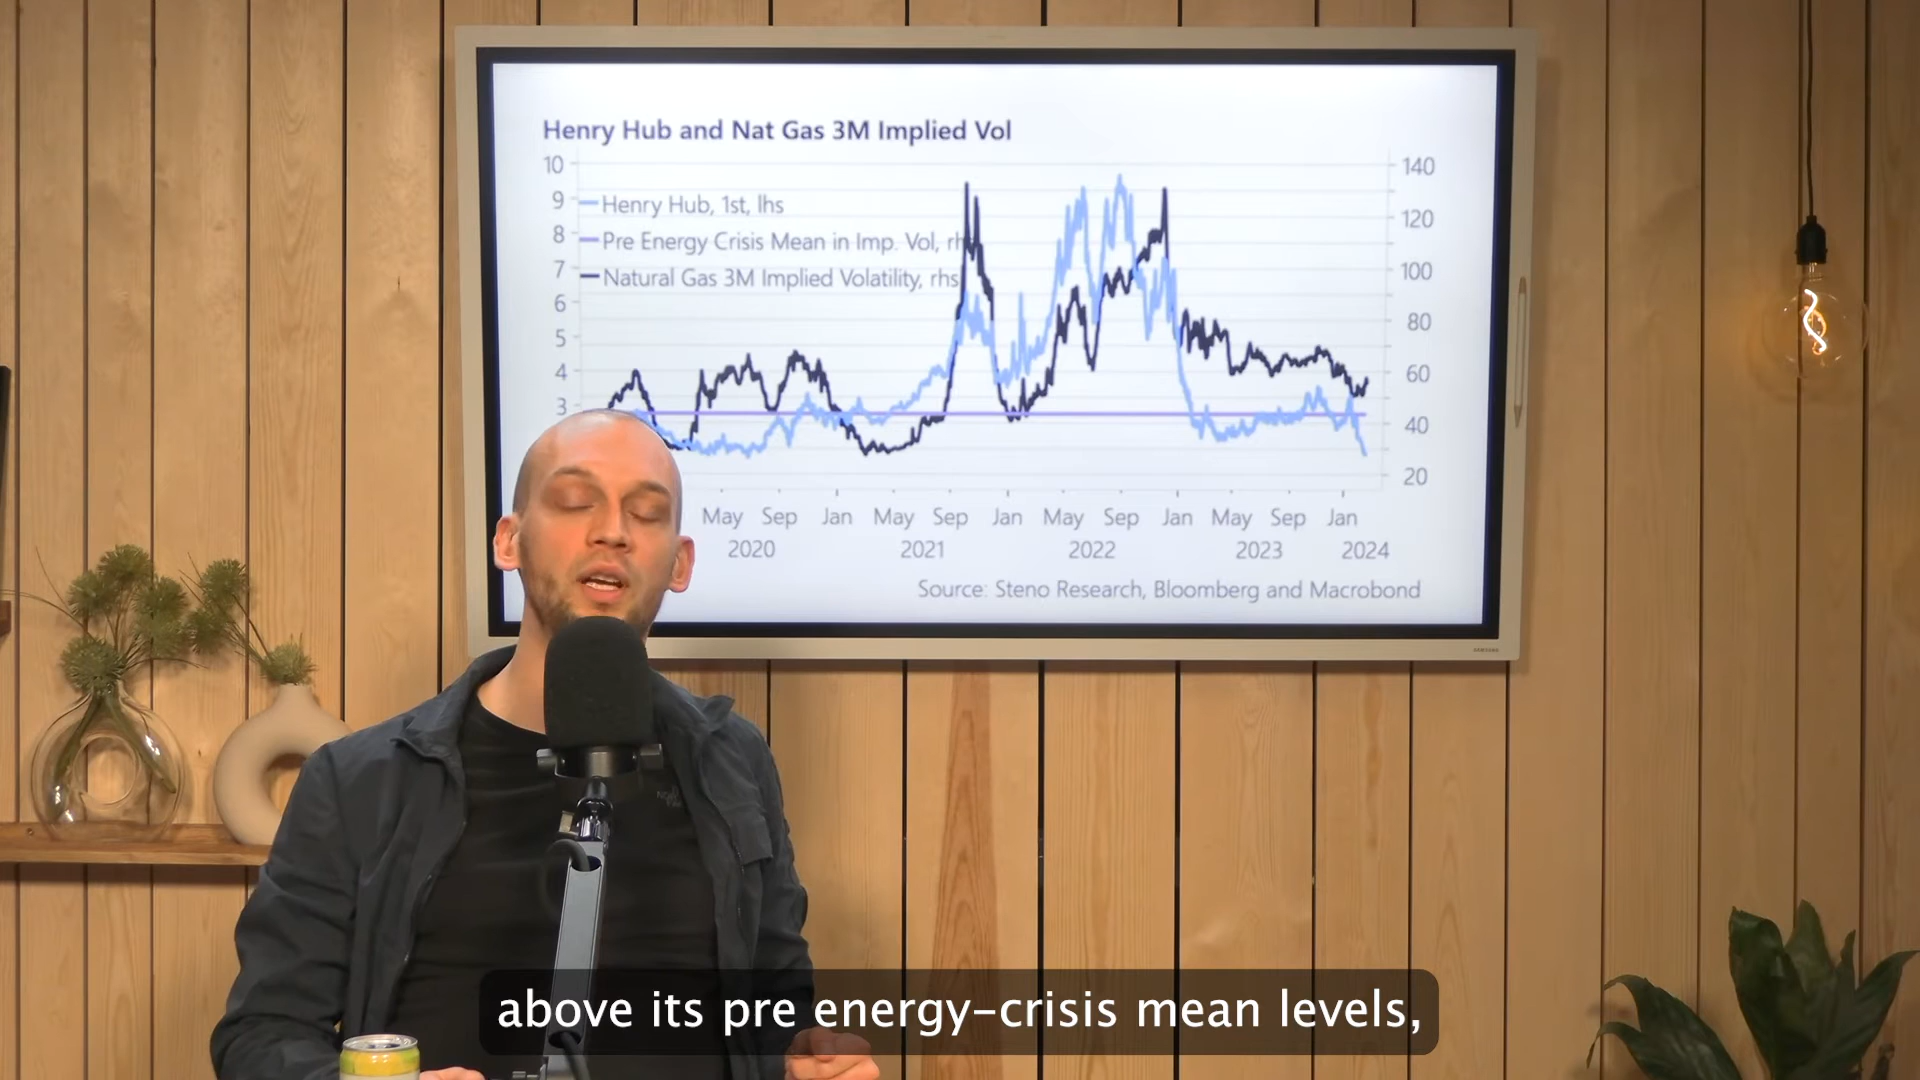 Henry Hub and Nat Gas 3M Implied Vol
10
140
9
Henry Hub, 1st, lhs
120
8
Pre Energy Crisis Mean in Imp. Vol, rh
7
Natural Gas 3M Implied Volatility, rhs
100
6
5
80
4
60
3
40
20
May Sep Jan May Sep Jan May Sep Jan May Sep Jan
2020 2021 2022 2023 2024
Source: Steno Research, Bloomberg and Macrobond
SAMSUNG
above its pre energy-crisis mean levels,